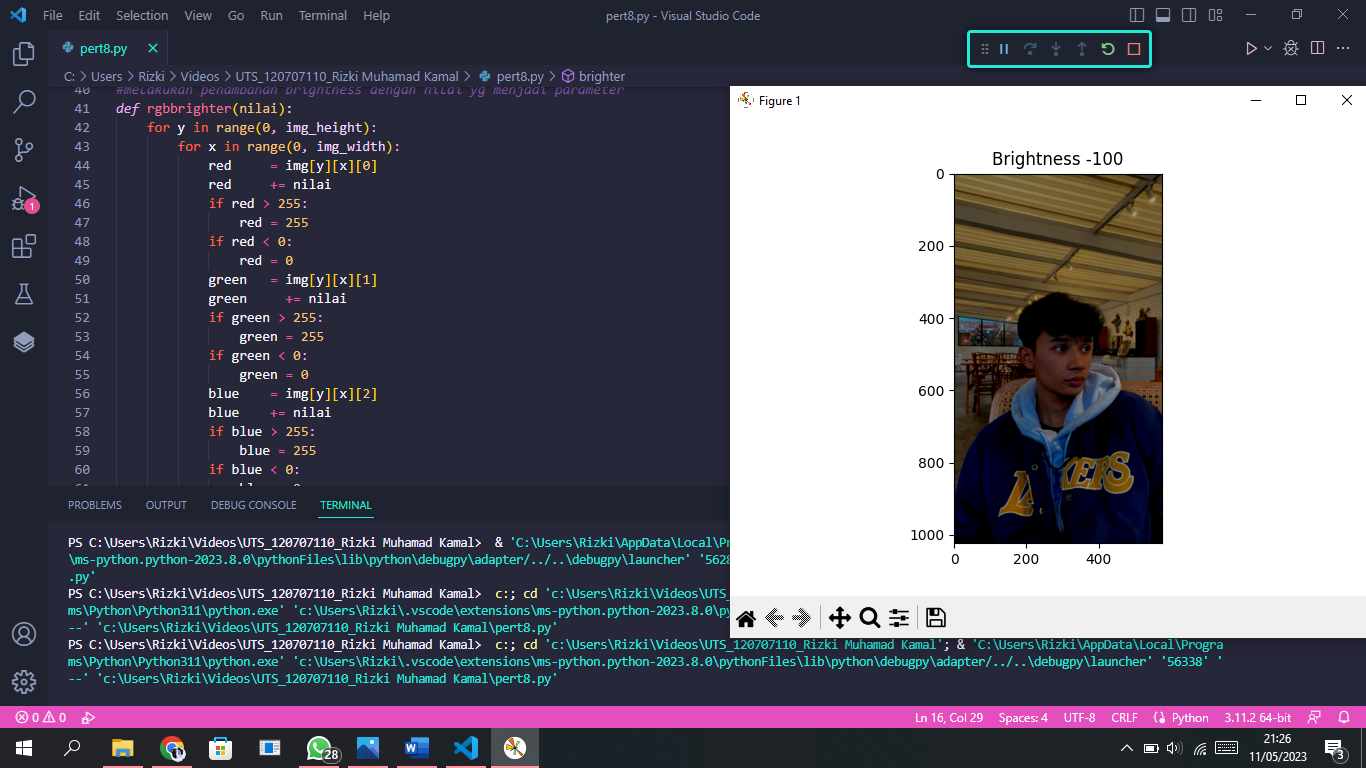 File Edit Selection View Go Run Terminal Help
pert8.py - Visual Studio Code
pert8.py
C: > Users > Rizki > Videos > UTS_120707110_Rizki Muhamad Kamal > pert8.py > brighter
40 #melakukan penambahan brightness dengan nilai yg menjadi parameter
41 def rgbbrighter(nilai):
42 for y in range(0, img_height):
43 for x in range(0, img_width):
44 red = img[y][x][0]
45 red += nilai
46 if red > 255:
47 red = 255
48 if red < 0:
49 red = 0
50 green = img[y][x][1]
51 green += nilai
52 if green > 255:
53 green = 255
54 if green < 0:
55 green = 0
56 blue = img[y][x][2]
57 blue += nilai
58 if blue > 255:
59 blue = 255
60 if blue < 0:
Figure 1
Brightness -100
0
200
400
600
800
1000
0 200 400
LAKERS
PROBLEMS OUTPUT DEBUG CONSOLE TERMINAL
PS C:\Users\Rizki\Videos\UTS_120707110_Rizki Muhamad Kamal> & 'C:\Users\Rizki\AppData\Local\Pro
\ms-python.python-2023.8.0\pythonFiles\lib\python\debugpy\adapter/../..\debugpy\launcher' '5628
.py'
PS C:\Users\Rizki\Videos\UTS_120707110_Rizki Muhamad Kamal> c:; cd 'c:\Users\Rizki\Videos\UTS_
ms\Python\Python311\python.exe' 'c:\Users\Rizki\.vscode\extensions\ms-python.python-2023.8.0\py
--' 'c:\Users\Rizki\Videos\UTS_120707110_Rizki Muhamad Kamal\pert8.py'
PS C:\Users\Rizki\Videos\UTS_120707110_Rizki Muhamad Kamal> c:; cd 'c:\Users\Rizki\Videos\UTS_120707110_Rizki Muhamad Kamal'; & 'C:\Users\Rizki\AppData\Local\Progra
ms\Python\Python311\python.exe' 'c:\Users\Rizki\.vscode\extensions\ms-python.python-2023.8.0\pythonFiles\lib\python\debugpy\adapter/../..\debugpy\launcher' '56338' '
--' 'c:\Users\Rizki\Videos\UTS_120707110_Rizki Muhamad Kamal\pert8.py'
1
0 0
Ln 16, Col 29 Spaces: 4 UTF-8 CRLF Python 3.11.2 64-bit
28
21:26
11/05/2023
3